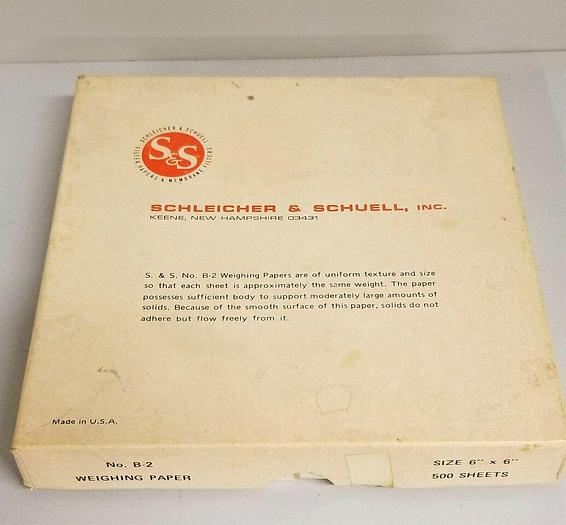 SCHLEICHER & SCHUELL
FILTER PAPERS & MEMBRANE FILTERS
S&S
SCHLEICHER & SCHUELL, INC.
KEENE, NEW HAMPSHIRE 03431
S. & S. No. B-2 Weighing Papers are of uniform texture and size
so that each sheet is approximately the same weight. The paper
possesses sufficient body to support moderately large amounts of
solids. Because of the smooth surface of this paper, solids do not
adhere but flow freely from it.
Made in U.S.A.
No. B-2
WEIGHING PAPER
SIZE 6" x 6"
500 SHEETS